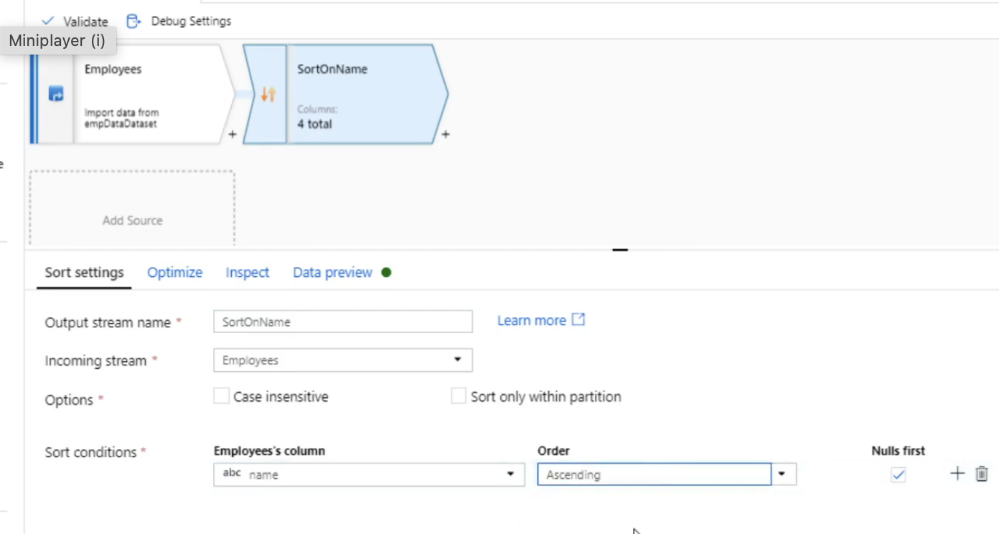 Validate Debug Settings
Miniplayer (i)
Employees
Import data from
empDataDataset
+
SortOnName
Columns:
4 total
+
Add Source
Sort settings Optimize Inspect Data preview
Output stream name * SortOnName Learn more
Incoming stream * Employees
Options * Case insensitive Sort only within partition
Sort conditions * Employees's column Order Nulls first
abc name Ascending